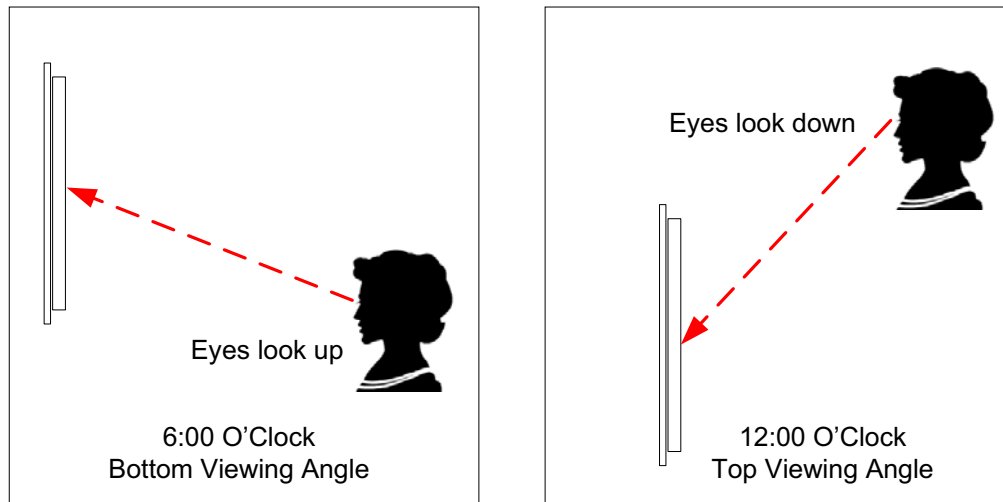 Eyes look up
6:00 O’Clock
Bottom Viewing Angle
Eyes look down
12:00 O’Clock
Top Viewing Angle